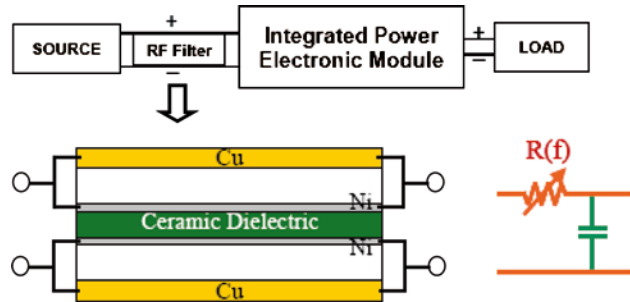 +
SOURCE
RF Filter
−
Integrated Power
Electronic Module
+
−
LOAD
Cu
Ni
Ceramic Dielectric
Ni
Cu
R(f)